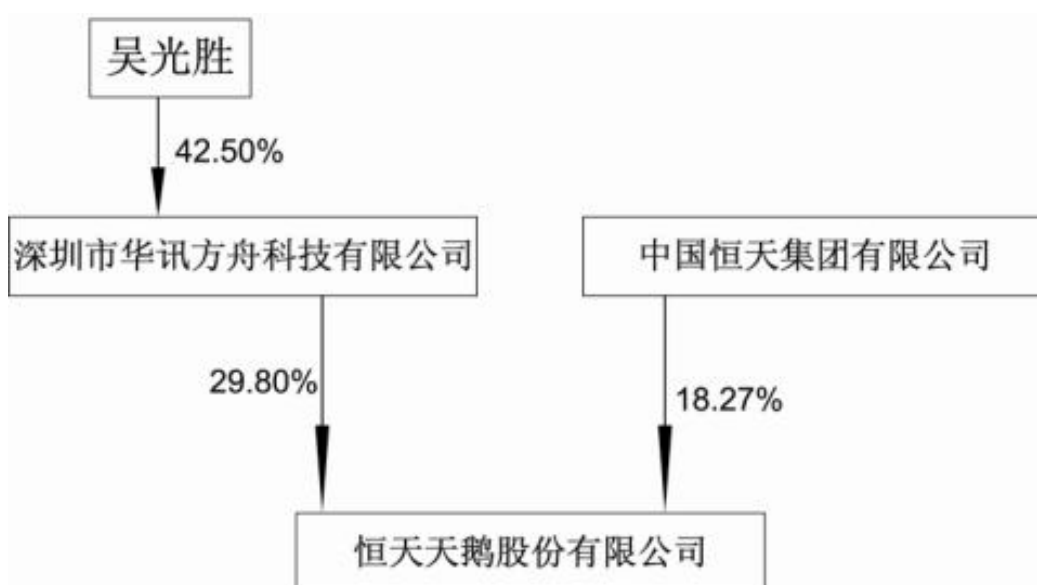 吴光胜
42.50%
深圳市华讯方舟科技有限公司
中国恒天集团有限公司
29.80%
18.27%
恒天天鹅股份有限公司